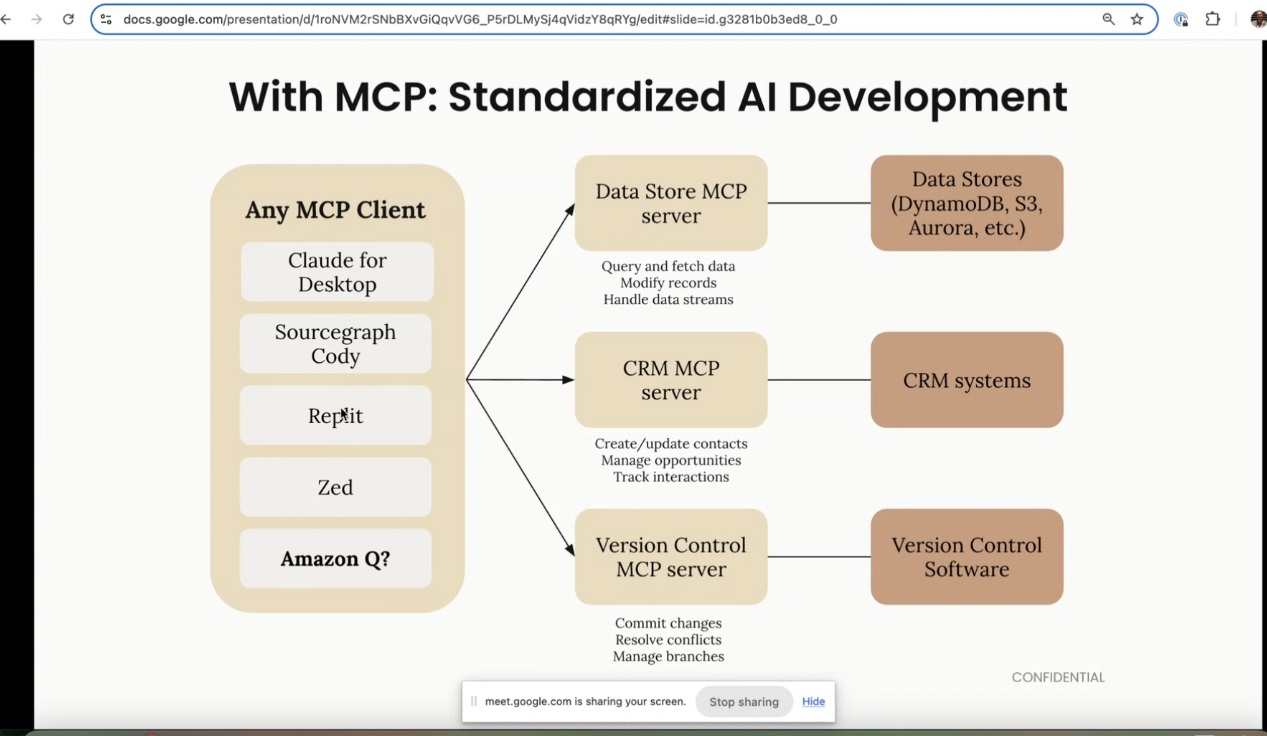 docs.google.com/presentation/d/1roNVM2rSNbBXvGiQqvVG6_P5rDLMySj4qVidzY8qRYg/edit#slide=id.g3281b0b3ed8_0_0
With MCP: Standardized AI Development
Any MCP Client
Claude for
Desktop
Sourcegraph
Cody
Replit
Zed
Amazon Q?
Data Store MCP
server
Query and fetch data
Modify records
Handle data streams
CRM MCP
server
Create/update contacts
Manage opportunities
Track interactions
Version Control
MCP server
Commit changes
Resolve conflicts
Manage branches
Data Stores
(DynamoDB, S3,
Aurora, etc.)
CRM systems
Version Control
Software
CONFIDENTIAL
meet.google.com is sharing your screen.
Stop sharing
Hide